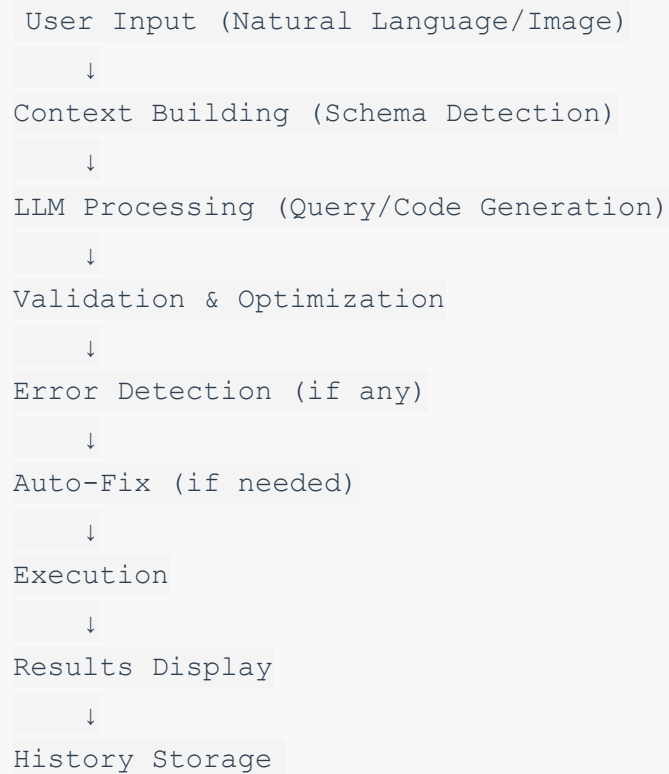 User Input (Natural Language/Image)
↓
Context Building (Schema Detection)
↓
LLM Processing (Query/Code Generation)
↓
Validation & Optimization
↓
Error Detection (if any)
↓
Auto-Fix (if needed)
↓
Execution
↓
Results Display
↓
History Storage